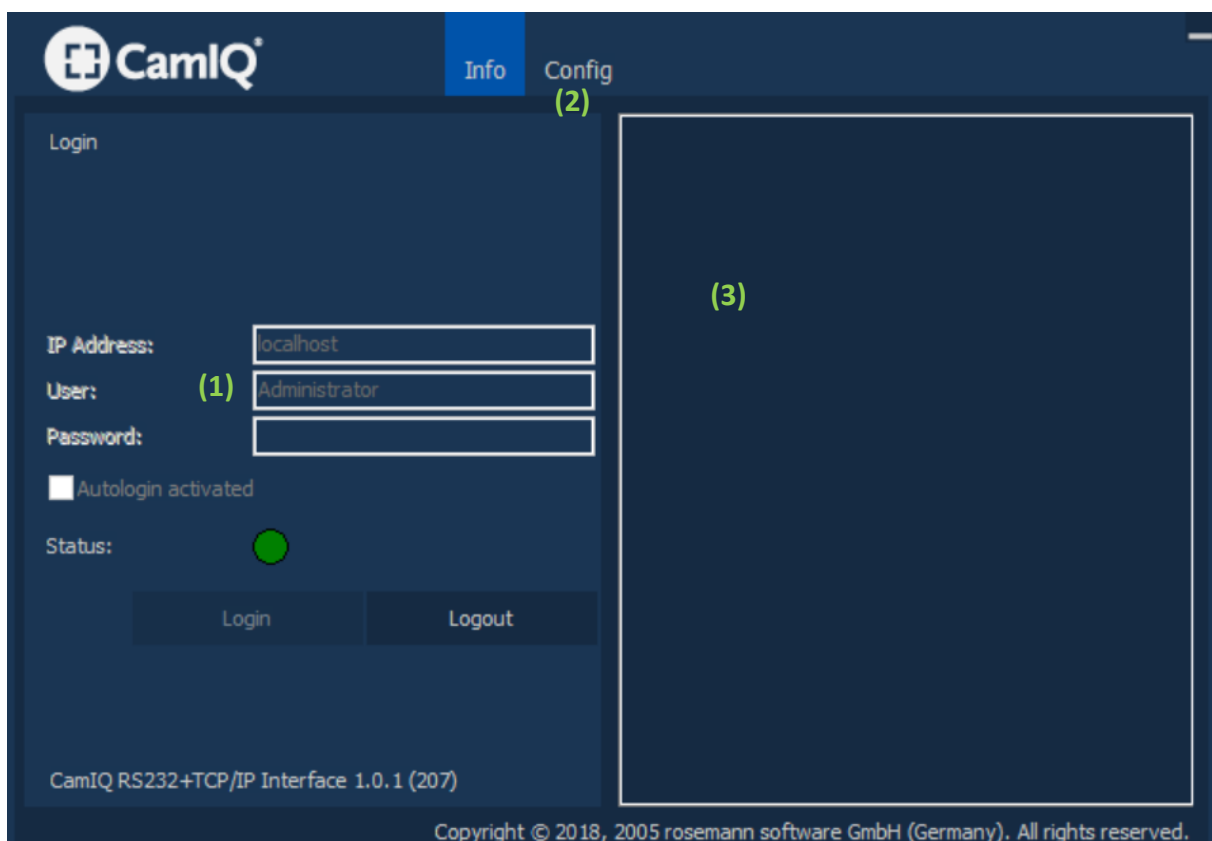 CamIQ®
Info Config
(2)
Login
(3)
IP Address: localhost
User: (1) Administrator
Password:
Autologin activated
Status:
Login Logout
CamIQ RS232+TCP/IP Interface 1.0.1 (207)
Copyright © 2018, 2005 rosemann software GmbH (Germany). All rights reserved.